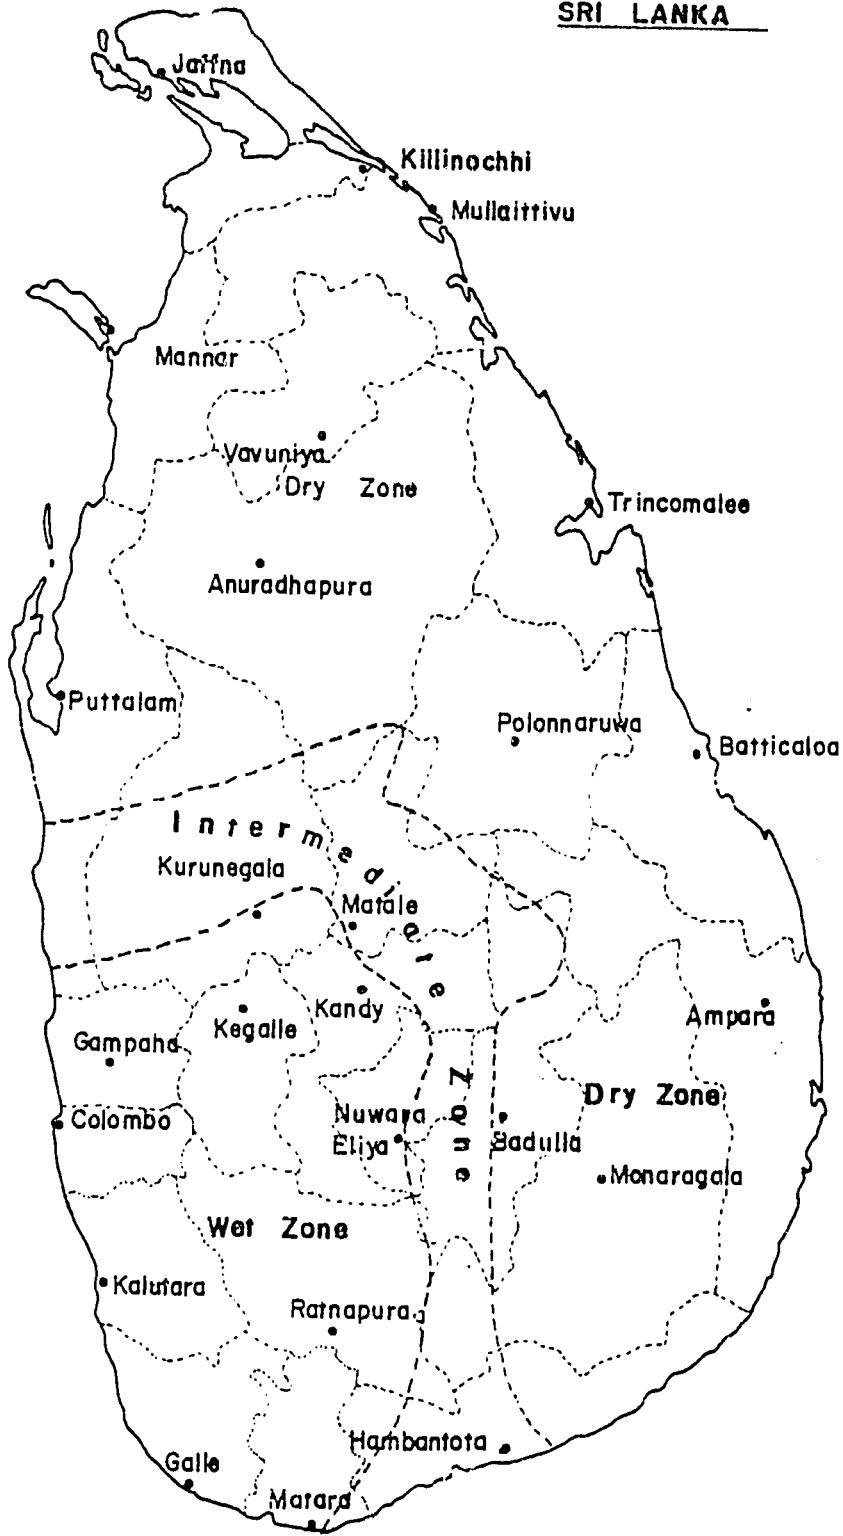 SRI LANKA
Jaffna
Killinochhi
Mullaittivu
Mannar
Vavuniya
Dry Zone
Trincomalee
Anuradhapura
Puttalam
Polonnaruwa
Batticaloa
Intermediate Zone
Kurunegala
Matale
Kandy
Kegalle
Ampara
Gampaha
Dry Zone
Colombo
Nuwara
Eliya
Badulla
Monaragala
Wet Zone
Kalutara
Ratnapura
Hambantota
Galle
Matara